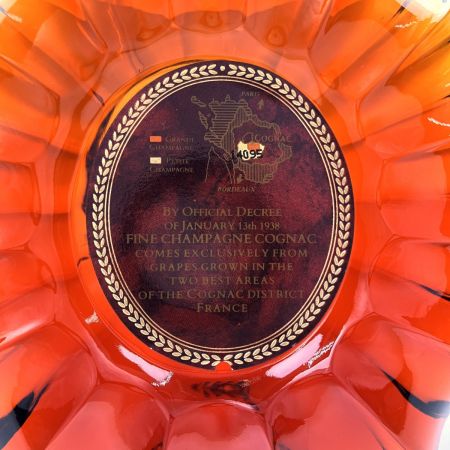 PARIS
GRANDE
CHAMPAGNE
COGNAC
14095
PETITE
CHAMPAGNE
BORDEAUX
BY OFFICIAL DECREE
OF JANUARY 13th 1938
FINE CHAMPAGNE COGNAC
COMES EXCLUSIVELY FROM
GRAPES GROWN IN THE
TWO BEST AREAS
OF THE COGNAC DISTRICT
FRANCE